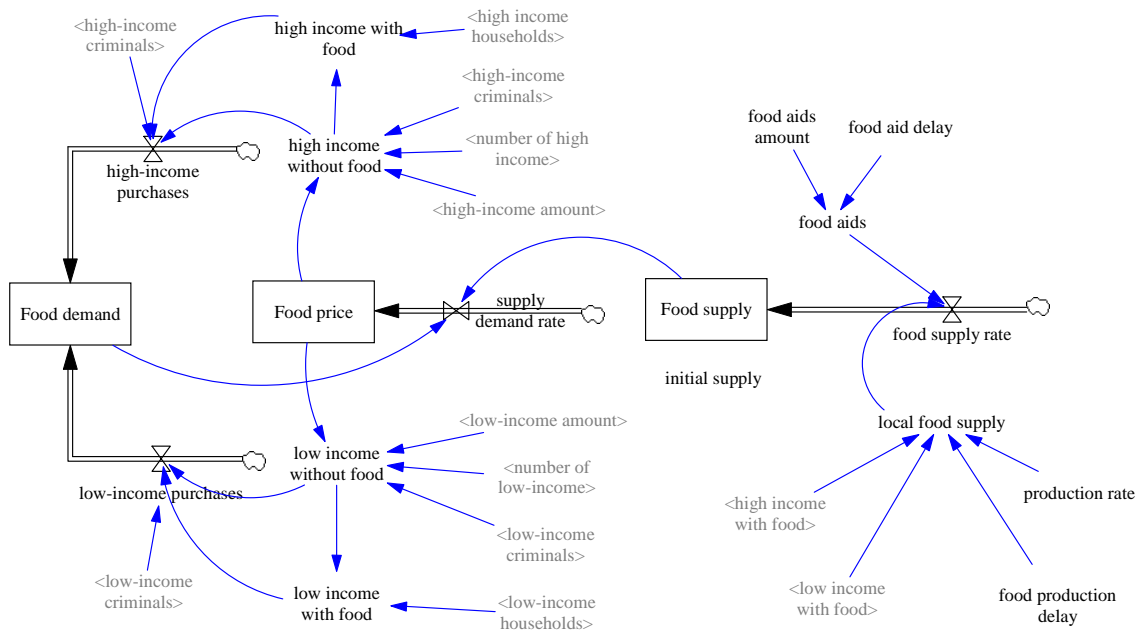 <high-income
criminals>
high income with
food
<high income
households>
<high-income
criminals>
high income
without food
<number of high
income>
<high-income amount>
high-income
purchases
food aids
amount
food aid delay
food aids
Food demand
Food price
supply
demand rate
Food supply
food supply rate
initial supply
<low-income amount>
low income
without food
<number of
low-income>
<low-income
criminals>
low-income purchases
<low-income
criminals>
low income
with food
<low-income
households>
local food supply
<high income
with food>
production rate
<low income
with food>
food production
delay